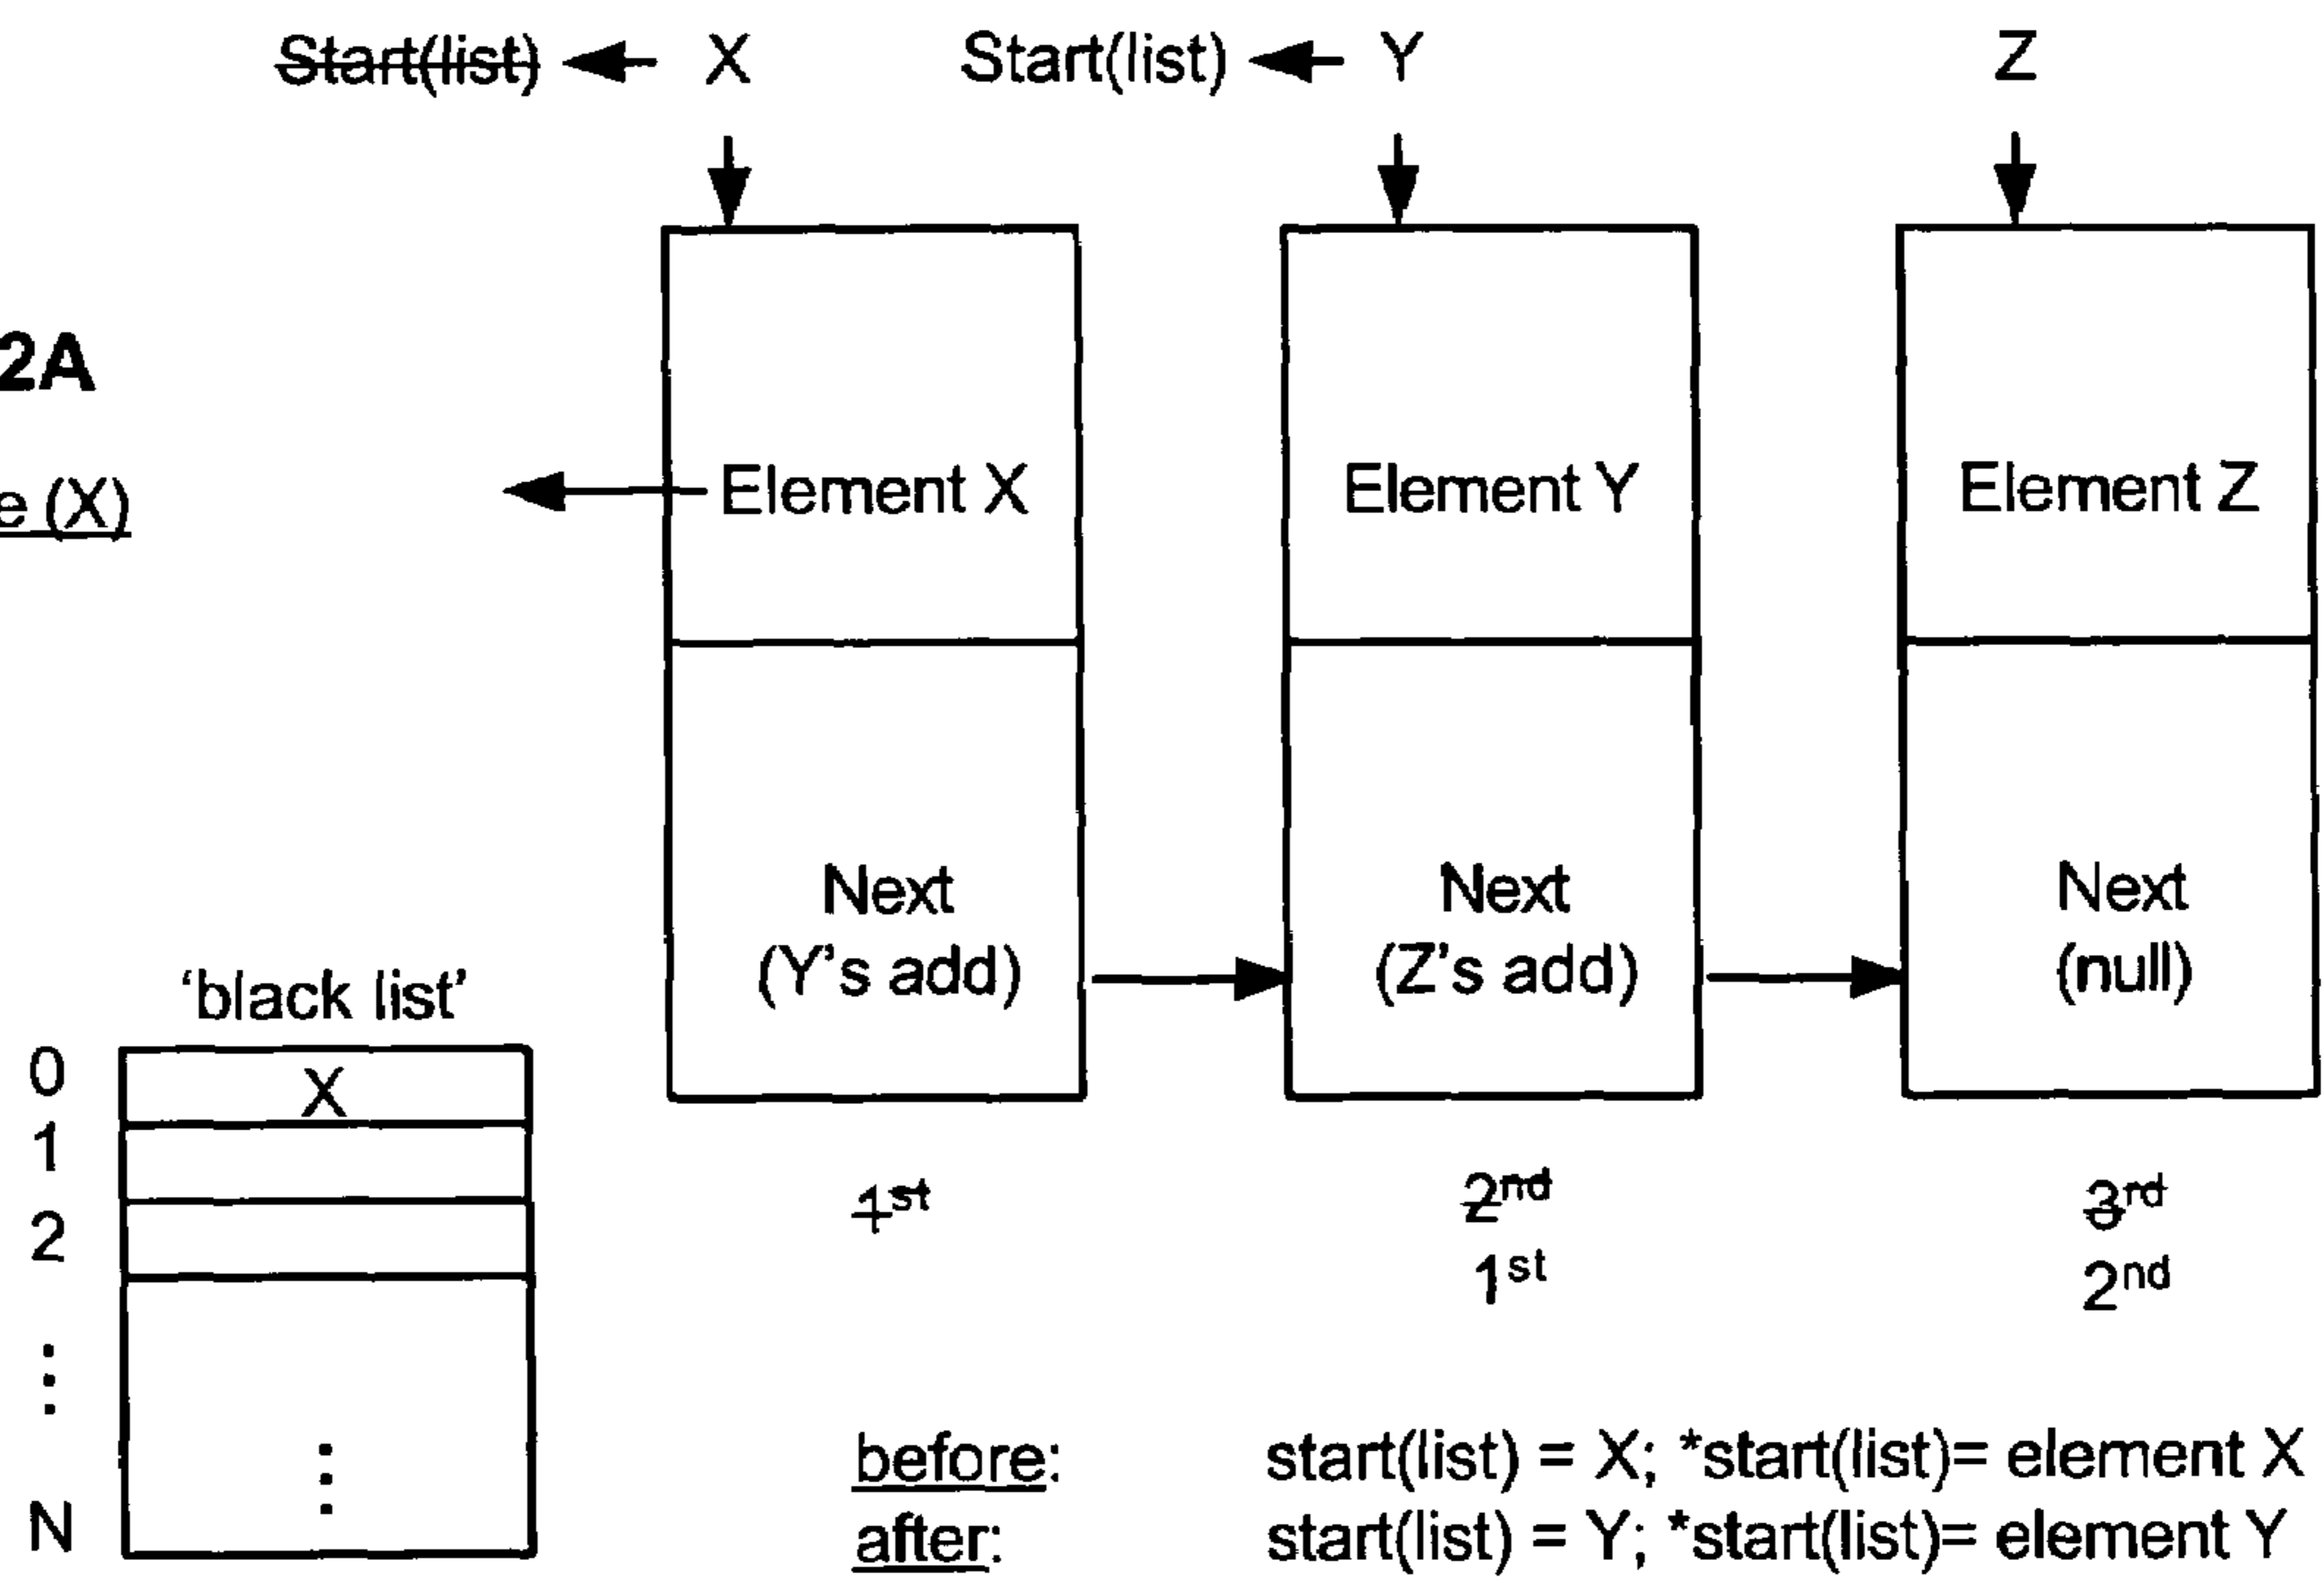 Start(list) X Start(list) Y Z
2A
e (X)
Element X Element Y Element Z
Next Next Next
(Y's add) (Z's add) (null)
‘black list’
0 X
1
2
N
1st 2nd 3rd
1st 2nd
before: start(list) = X; *start(list)= element X
after: start(list) = Y; *start(list)= element Y